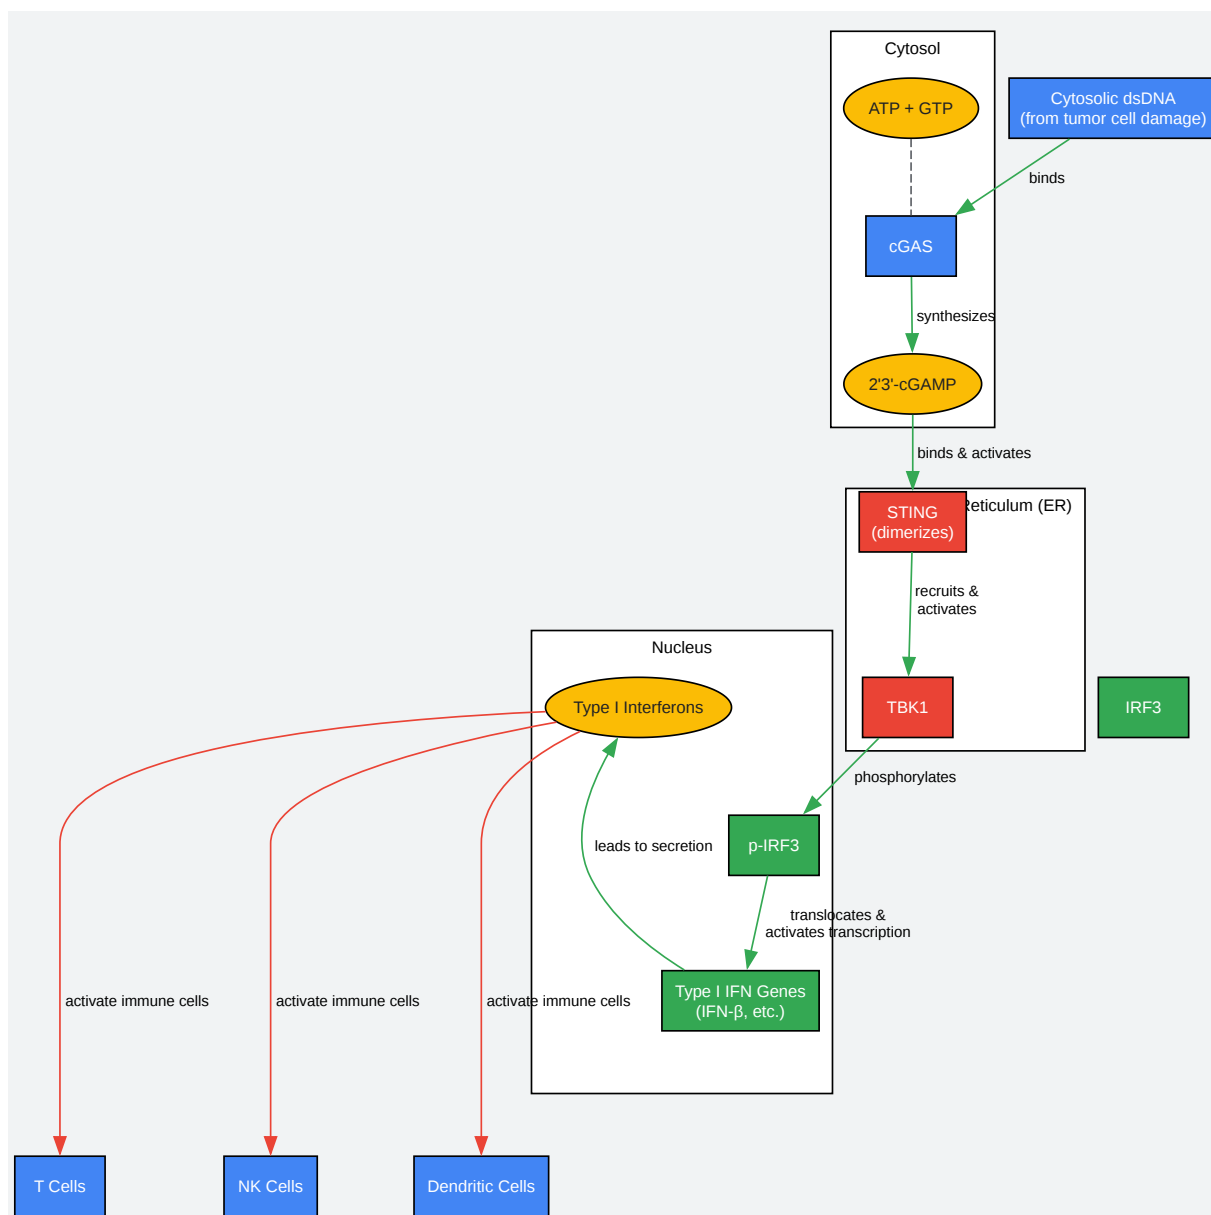 Cytosol
ATP + GTP
Cytosolic dsDNA
(from tumor cell damage)
binds
cGAS
synthesizes
2'3'-cGAMP
binds & activates
Reticulum (ER)
STING
(dimerizes)
recruits &
activates
Nucleus
Type I Interferons
TBK1
IRF3
phosphorylates
leads to secretion
p-IRF3
translocates &
activates transcription
Type I IFN Genes
(IFN-β, etc.)
activate immune cells
activate immune cells
activate immune cells
T Cells
NK Cells
Dendritic Cells